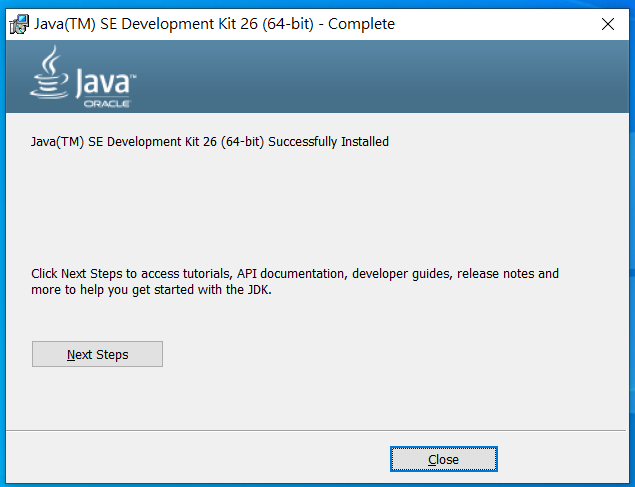 Java(TM) SE Development Kit 26 (64-bit) - Complete
Java™
ORACLE
Java(TM) SE Development Kit 26 (64-bit) Successfully Installed
Click Next Steps to access tutorials, API documentation, developer guides, release notes and
more to help you get started with the JDK.
Next Steps
Close